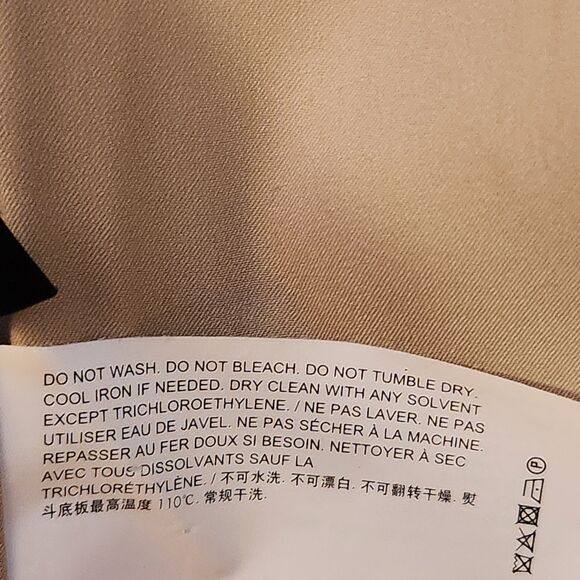 DO NOT WASH. DO NOT BLEACH. DO NOT TUMBLE DRY.
COOL IRON IF NEEDED. DRY CLEAN WITH ANY SOLVENT
EXCEPT TRICHLOROETHYLENE. / NE PAS LAVER. NE PAS
UTILISER EAU DE JAVEL. NE PAS SÉCHER À LA MACHINE.
REPASSER AU FER DOUX SI BESOIN. NETTOYER À SEC
AVEC TOUS DISSOLVANTS SAUF LA
TRICHLORÉTHYLÈNE. / 不可水洗. 不可漂白. 不可翻转干燥. 熨
斗底板最高温度 110℃. 常规干洗.
P